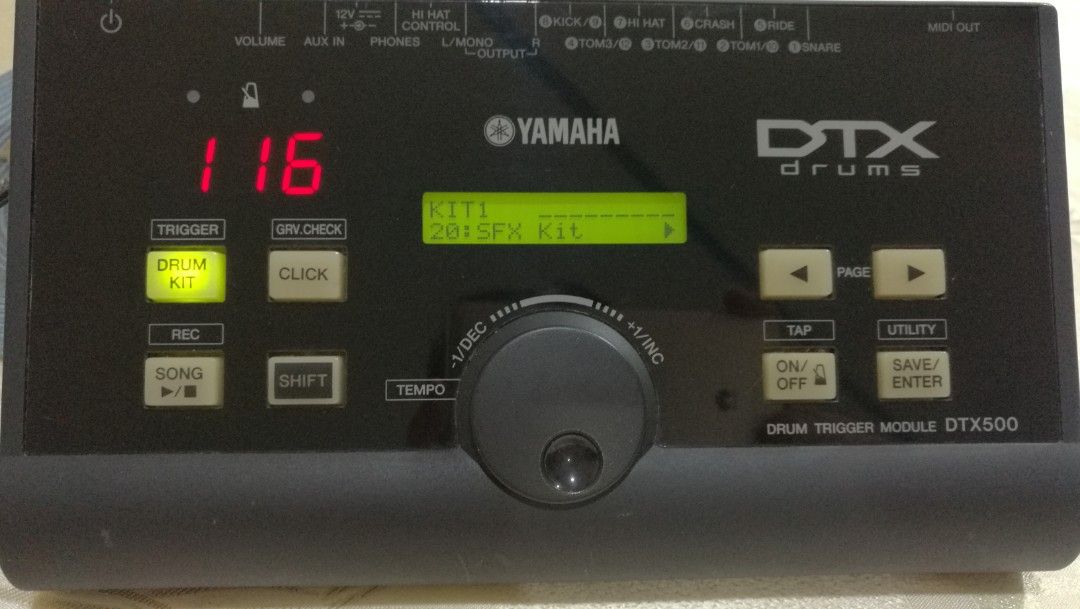 12V
HI HAT CONTROL
⑧KICK/⑨ ⑦HI HAT ⑥CRASH ⑤RIDE
MIDI OUT
VOLUME AUX IN PHONES L/MONO R
OUTPUT
④TOM3/⑫ ③TOM2/⑪ ②TOM1/⑩ ①SNARE
116
YAMAHA
DTX
drums
KIT1 _________
20:SFX Kit
TRIGGER
GRV.CHECK
DRUM KIT
CLICK
REC
SONG
SHIFT
-1/DEC
+1/INC
TEMPO
PAGE
TAP
UTILITY
ON/OFF
SAVE/ENTER
DRUM TRIGGER MODULE DTX500